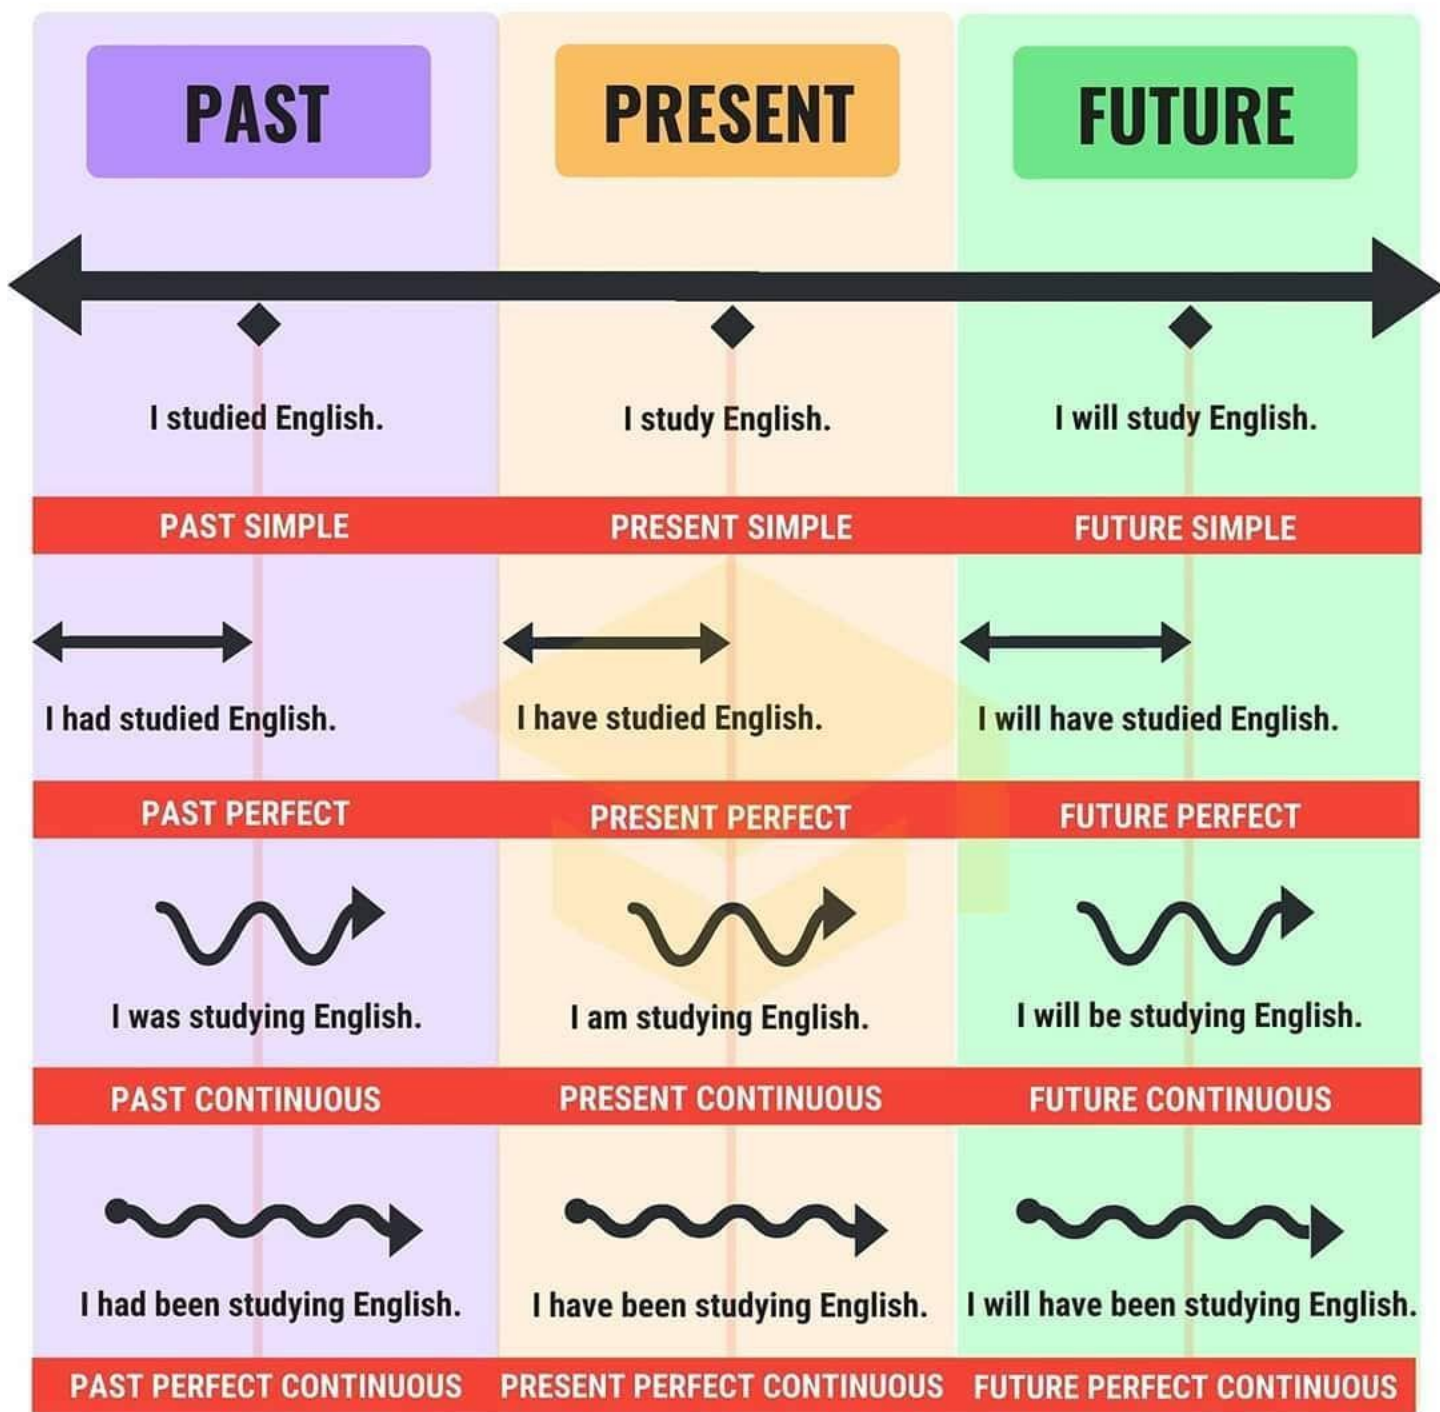 PAST PRESENT FUTURE
I studied English. I study English. I will study English.
PAST SIMPLE PRESENT SIMPLE FUTURE SIMPLE
I had studied English. I have studied English. I will have studied English.
PAST PERFECT PRESENT PERFECT FUTURE PERFECT
I was studying English. I am studying English. I will be studying English.
PAST CONTINUOUS PRESENT CONTINUOUS FUTURE CONTINUOUS
I had been studying English. I have been studying English. I will have been studying English.
PAST PERFECT CONTINUOUS PRESENT PERFECT CONTINUOUS FUTURE PERFECT CONTINUOUS